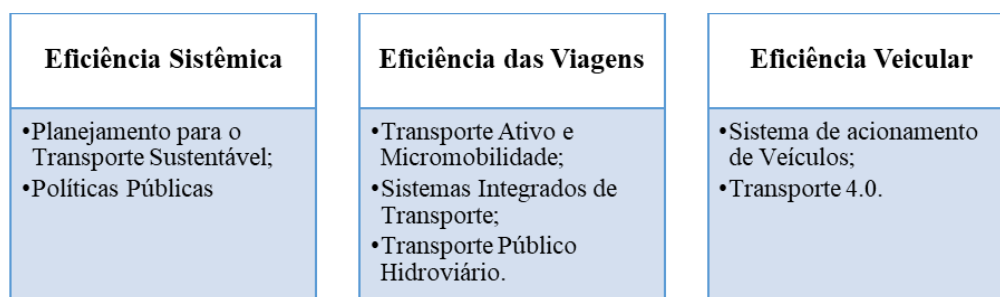 Eficiência Sistêmica
•Planejamento para o
Transporte Sustentável;
•Políticas Públicas
Eficiência das Viagens
•Transporte Ativo e
Micromobilidade;
•Sistemas Integrados de
Transporte;
•Transporte Público
Hidroviário.
Eficiência Veicular
•Sistema de acionamento
de Veículos;
•Transporte 4.0.